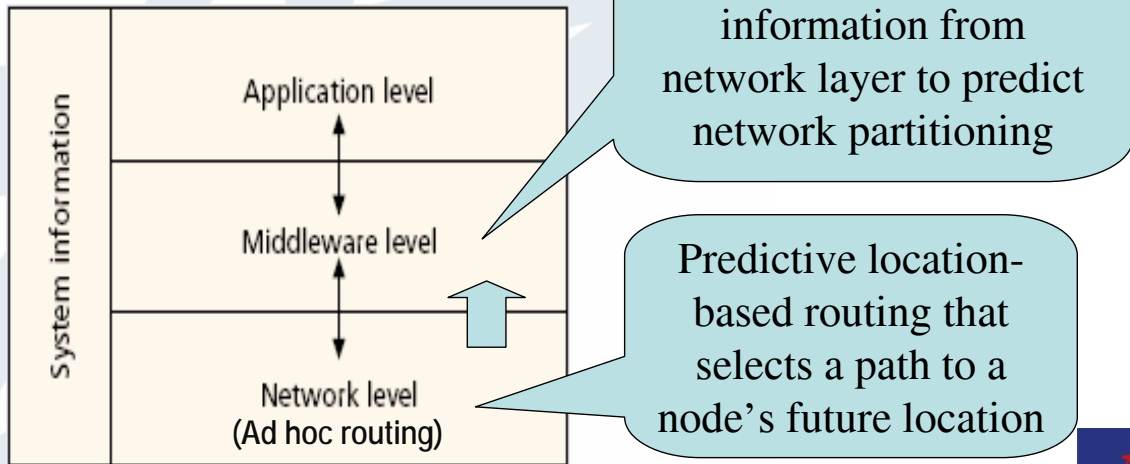 System information
Application level
Middleware level
Network level
(Ad hoc routing)
information from
network layer to predict
network partitioning
Predictive location-
based routing that
selects a path to a
node's future location